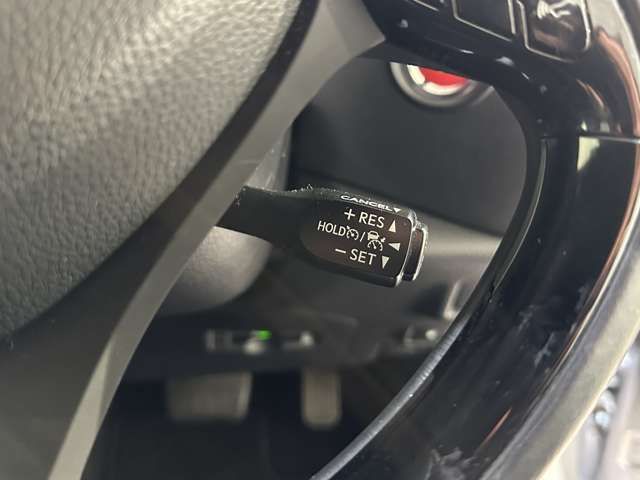 CANCEL
+ RES
HOLD /
− SET